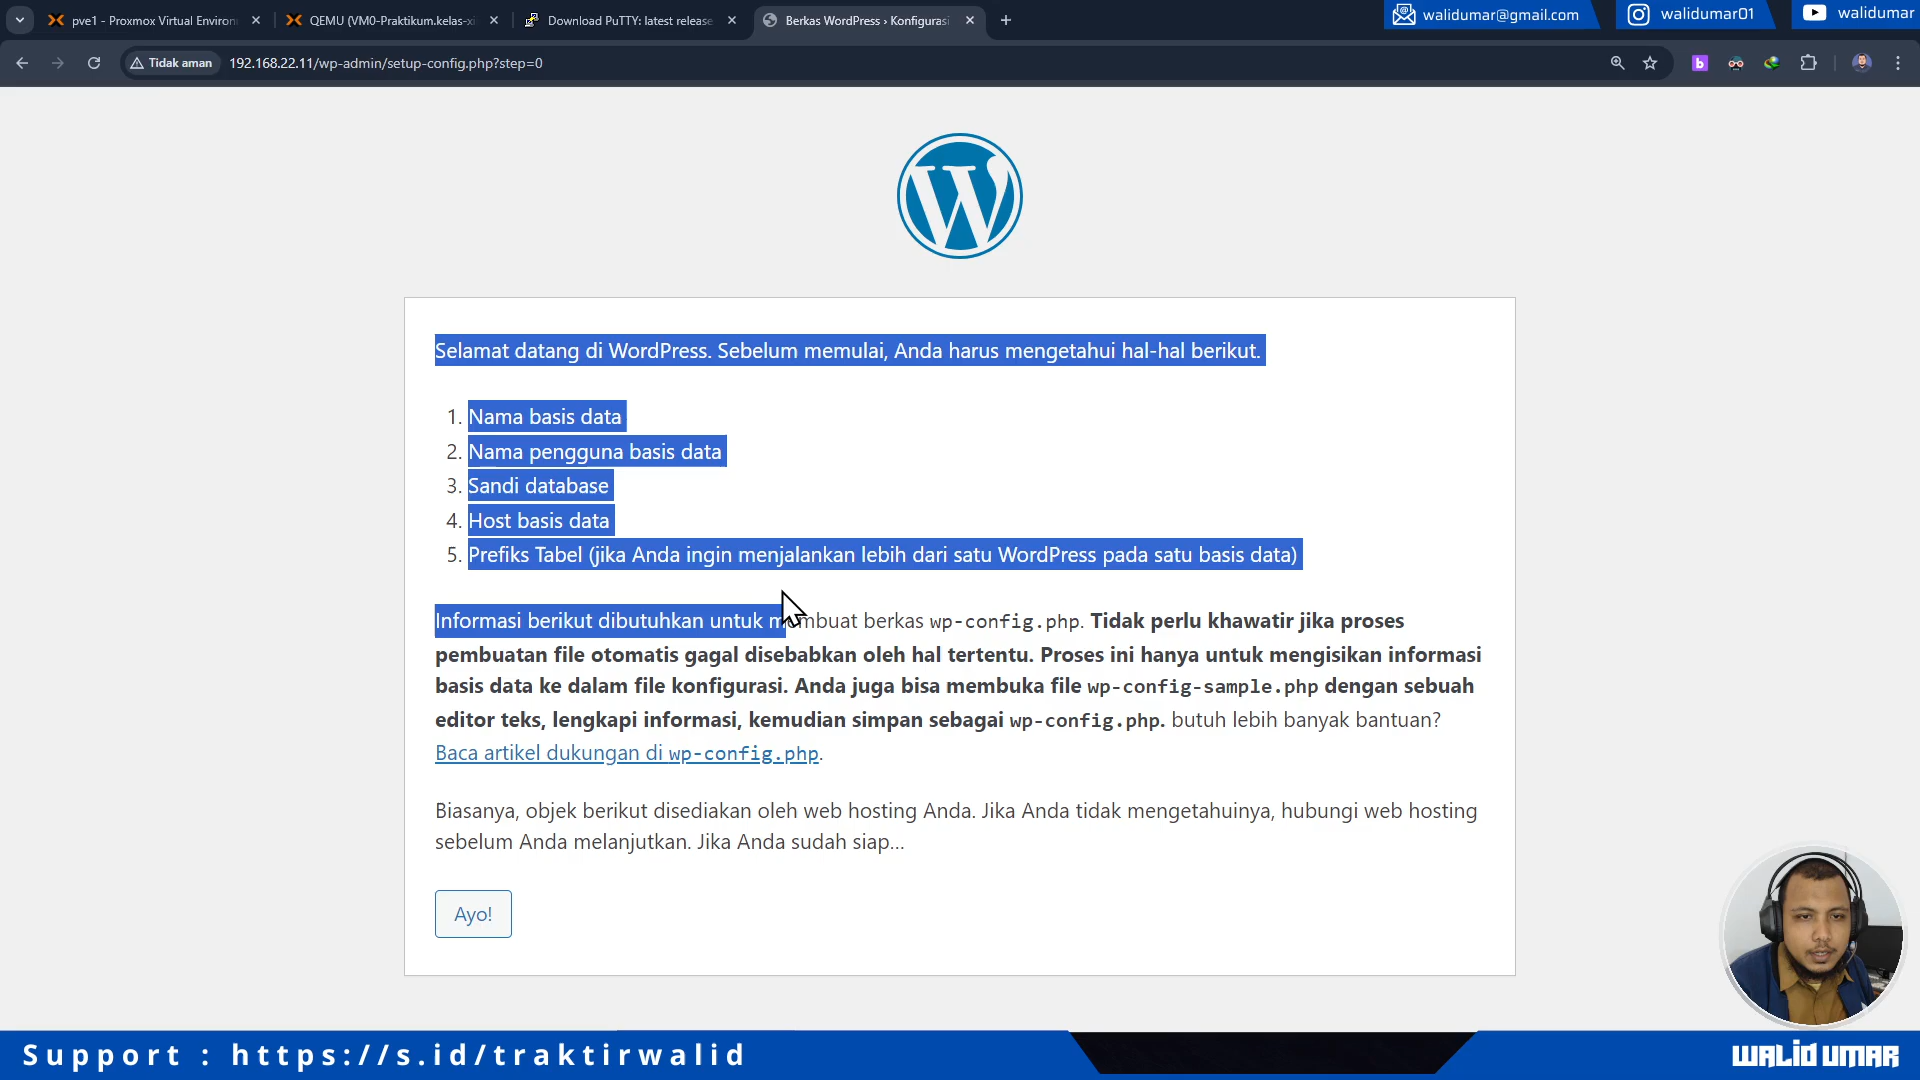 pve1 - Proxmox Virtual Environ
QEMU (VM0-Praktikum.kelas-xi
Download PuTTY: latest release
Berkas WordPress › Konfigurasi
walidumar@gmail.com
walidumar01
walidumar
Tidak aman
192.168.22.11/wp-admin/setup-config.php?step=0
Selamat datang di WordPress. Sebelum memulai, Anda harus mengetahui hal-hal berikut.
1. Nama basis data
2. Nama pengguna basis data
3. Sandi database
4. Host basis data
5. Prefiks Tabel (jika Anda ingin menjalankan lebih dari satu WordPress pada satu basis data)
Informasi berikut dibutuhkan untuk membuat berkas wp-config.php. Tidak perlu khawatir jika proses
pembuatan file otomatis gagal disebabkan oleh hal tertentu. Proses ini hanya untuk mengisikan informasi
basis data ke dalam file konfigurasi. Anda juga bisa membuka file wp-config-sample.php dengan sebuah
editor teks, lengkapi informasi, kemudian simpan sebagai wp-config.php. butuh lebih banyak bantuan?
Baca artikel dukungan di wp-config.php.
Biasanya, objek berikut disediakan oleh web hosting Anda. Jika Anda tidak mengetahuinya, hubungi web hosting
sebelum Anda melanjutkan. Jika Anda sudah siap...
Ayo!
Support : https://s.id/traktirwalid
WALID UMAR